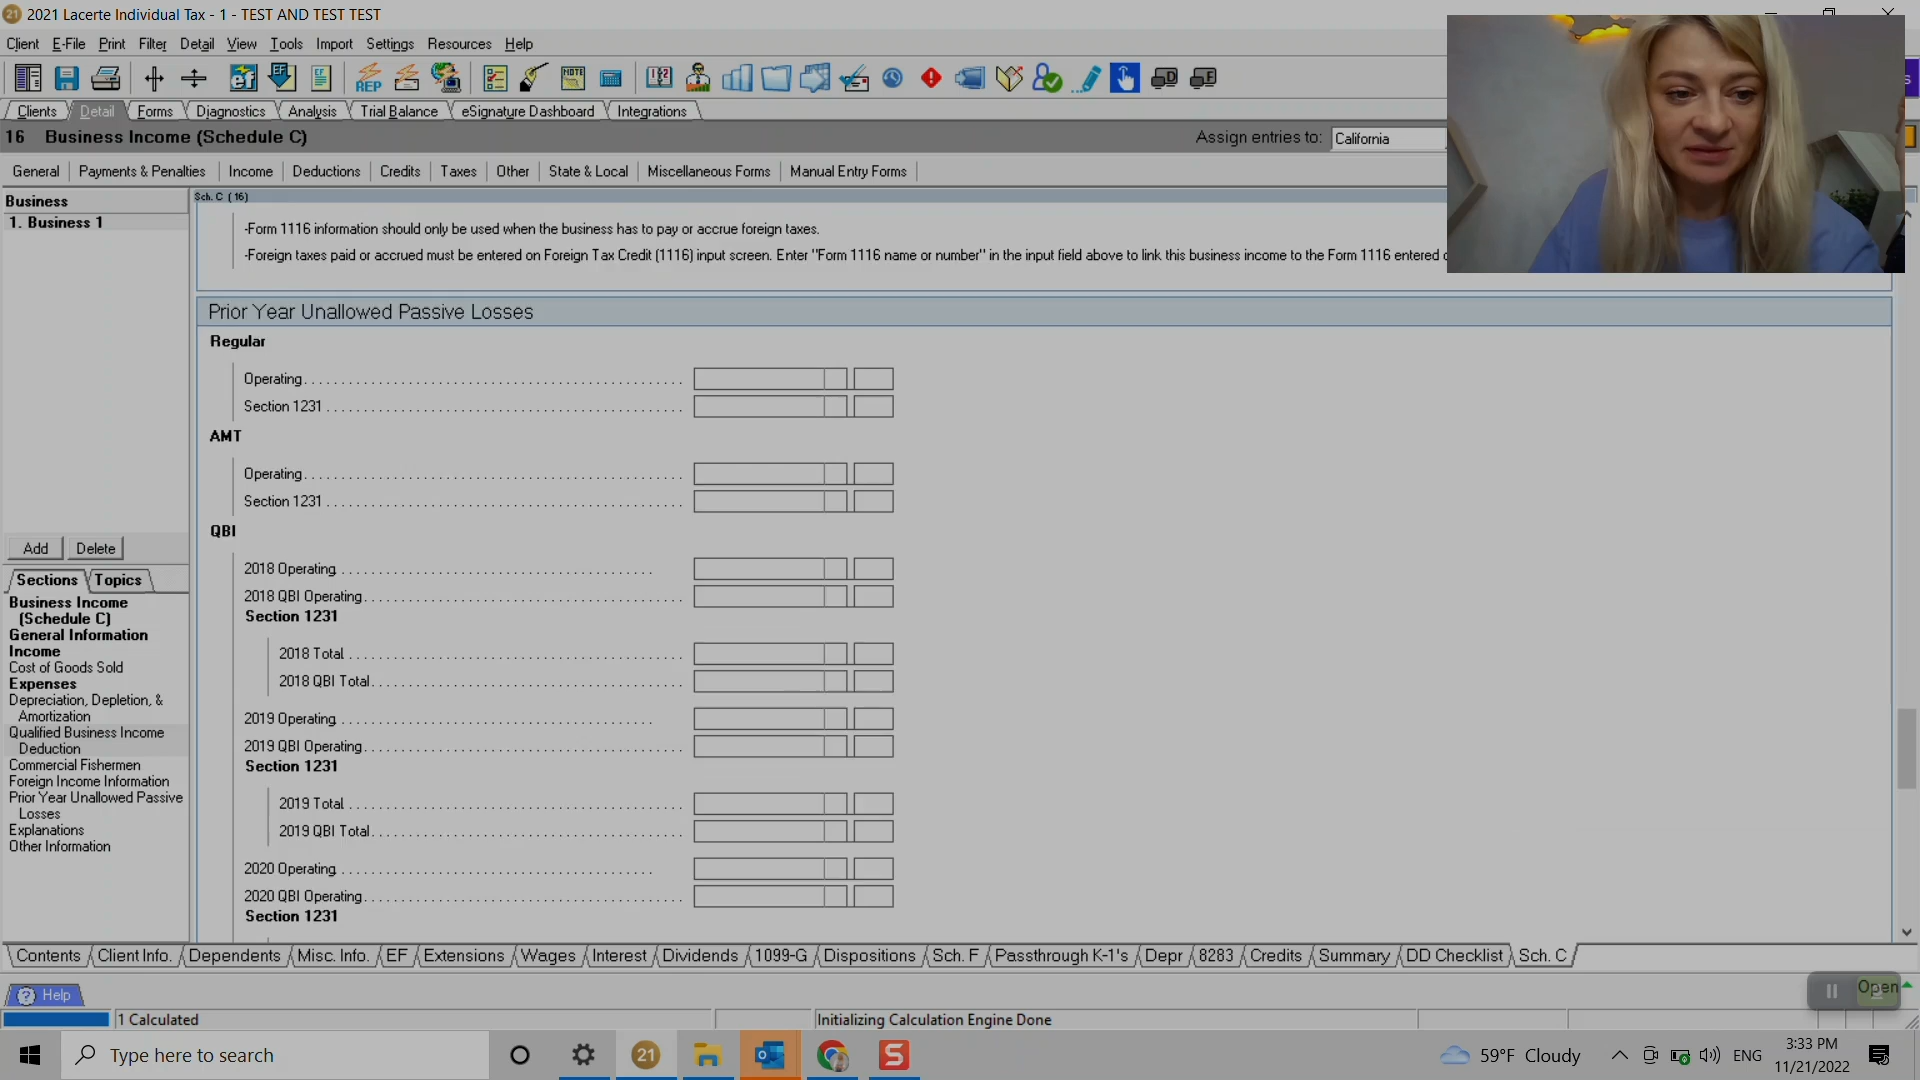 2021 Lacerte Individual Tax - 1 - TEST AND TEST TEST
Client E-File Print Filter Detail View Tools Import Settings Resources Help
Clients Detail Forms Diagnostics Analysis Trial Balance eSignature Dashboard Integrations
16 Business Income (Schedule C) Assign entries to: California
General Payments & Penalties Income Deductions Credits Taxes Other State & Local Miscellaneous Forms Manual Entry Forms
Business
1. Business 1
Add Delete
Sections Topics
Business Income
(Schedule C)
General Information
Income
Cost of Goods Sold
Expenses
Depreciation, Depletion, &
Amortization
Qualified Business Income
Deduction
Commercial Fishermen
Foreign Income Information
Prior Year Unallowed Passive
Losses
Explanations
Other Information
Sch. C (16)
-Form 1116 information should only be used when the business has to pay or accrue foreign taxes.
-Foreign taxes paid or accrued must be entered on Foreign Tax Credit (1116) input screen. Enter "Form 1116 name or number" in the input field above to link this business income to the Form 1116 entered
Prior Year Unallowed Passive Losses
Regular
Operating
Section 1231
AMT
Operating
Section 1231
QBI
2018 Operating
2018 QBI Operating
Section 1231
2018 Total
2018 QBI Total
2019 Operating
2019 QBI Operating
Section 1231
2019 Total
2019 QBI Total
2020 Operating
2020 QBI Operating
Section 1231
Contents Client Info. Dependents Misc. Info. EF Extensions Wages Interest Dividends 1099-G Dispositions Sch. F Passthrough K-1's Depr 8283 Credits Summary DD Checklist Sch. C
Help
Open
1 Calculated Initializing Calculation Engine Done
Type here to search
21
59°F Cloudy ENG
3:33 PM
11/21/2022